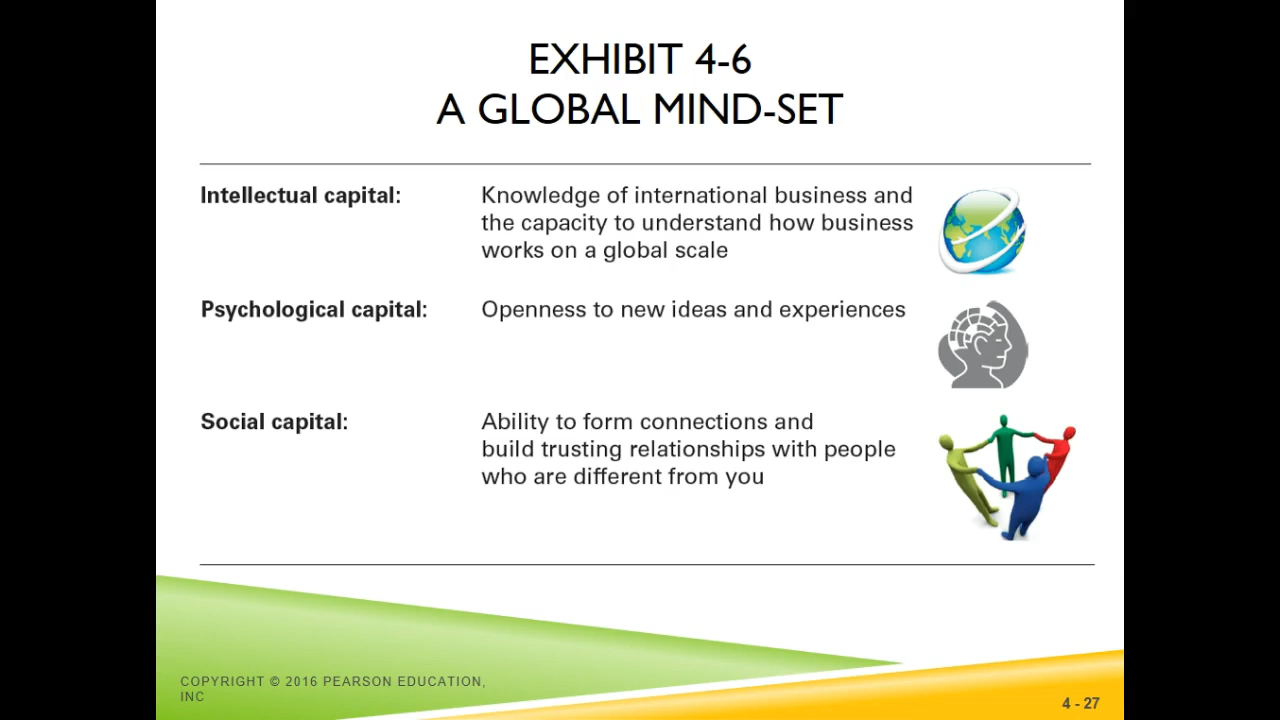 EXHIBIT 4-6
A GLOBAL MIND-SET
Intellectual capital:
Knowledge of international business and
the capacity to understand how business
works on a global scale
Psychological capital:
Openness to new ideas and experiences
Social capital:
Ability to form connections and
build trusting relationships with people
who are different from you
COPYRIGHT © 2016 PEARSON EDUCATION,
INC
4 - 27